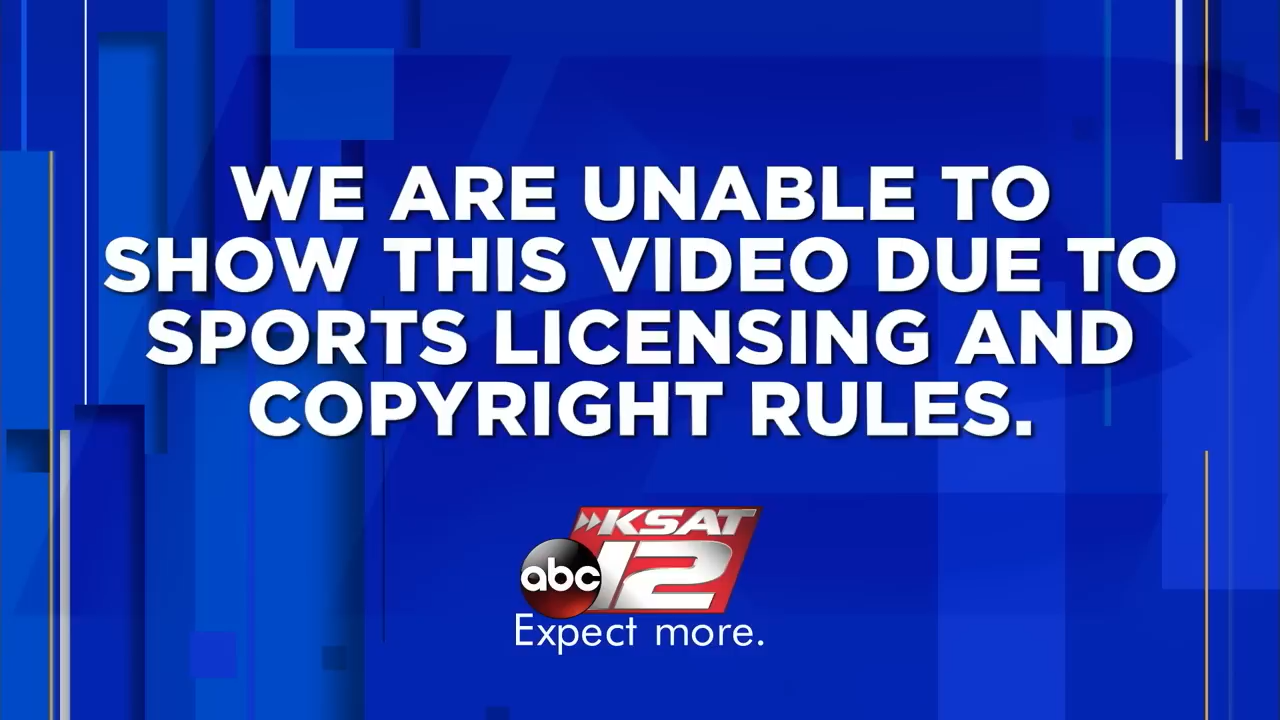 WE ARE UNABLE TO
SHOW THIS VIDEO DUE TO
SPORTS LICENSING AND
COPYRIGHT RULES.
KSAT
abc 12
Expect more.